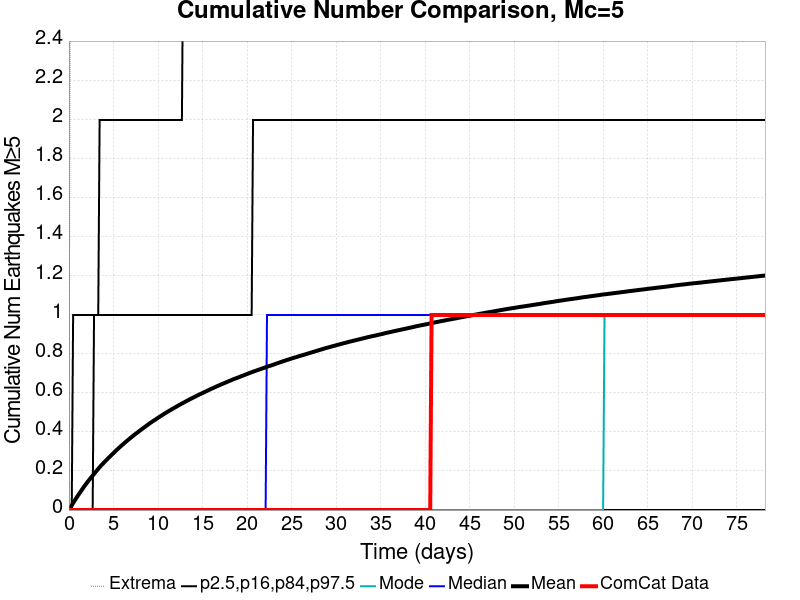 Cumulative Number Comparison, Mc=5
Cumulative Num Earthquakes M≥5
2.4
2.2
2
1.8
1.6
1.4
1.2
1
0.8
0.6
0.4
0.2
0
0 5 10 15 20 25 30 35 40 45 50 55 60 65 70 75
Time (days)
Extrema p2.5,p16,p84,p97.5 Mode Median Mean ComCat Data